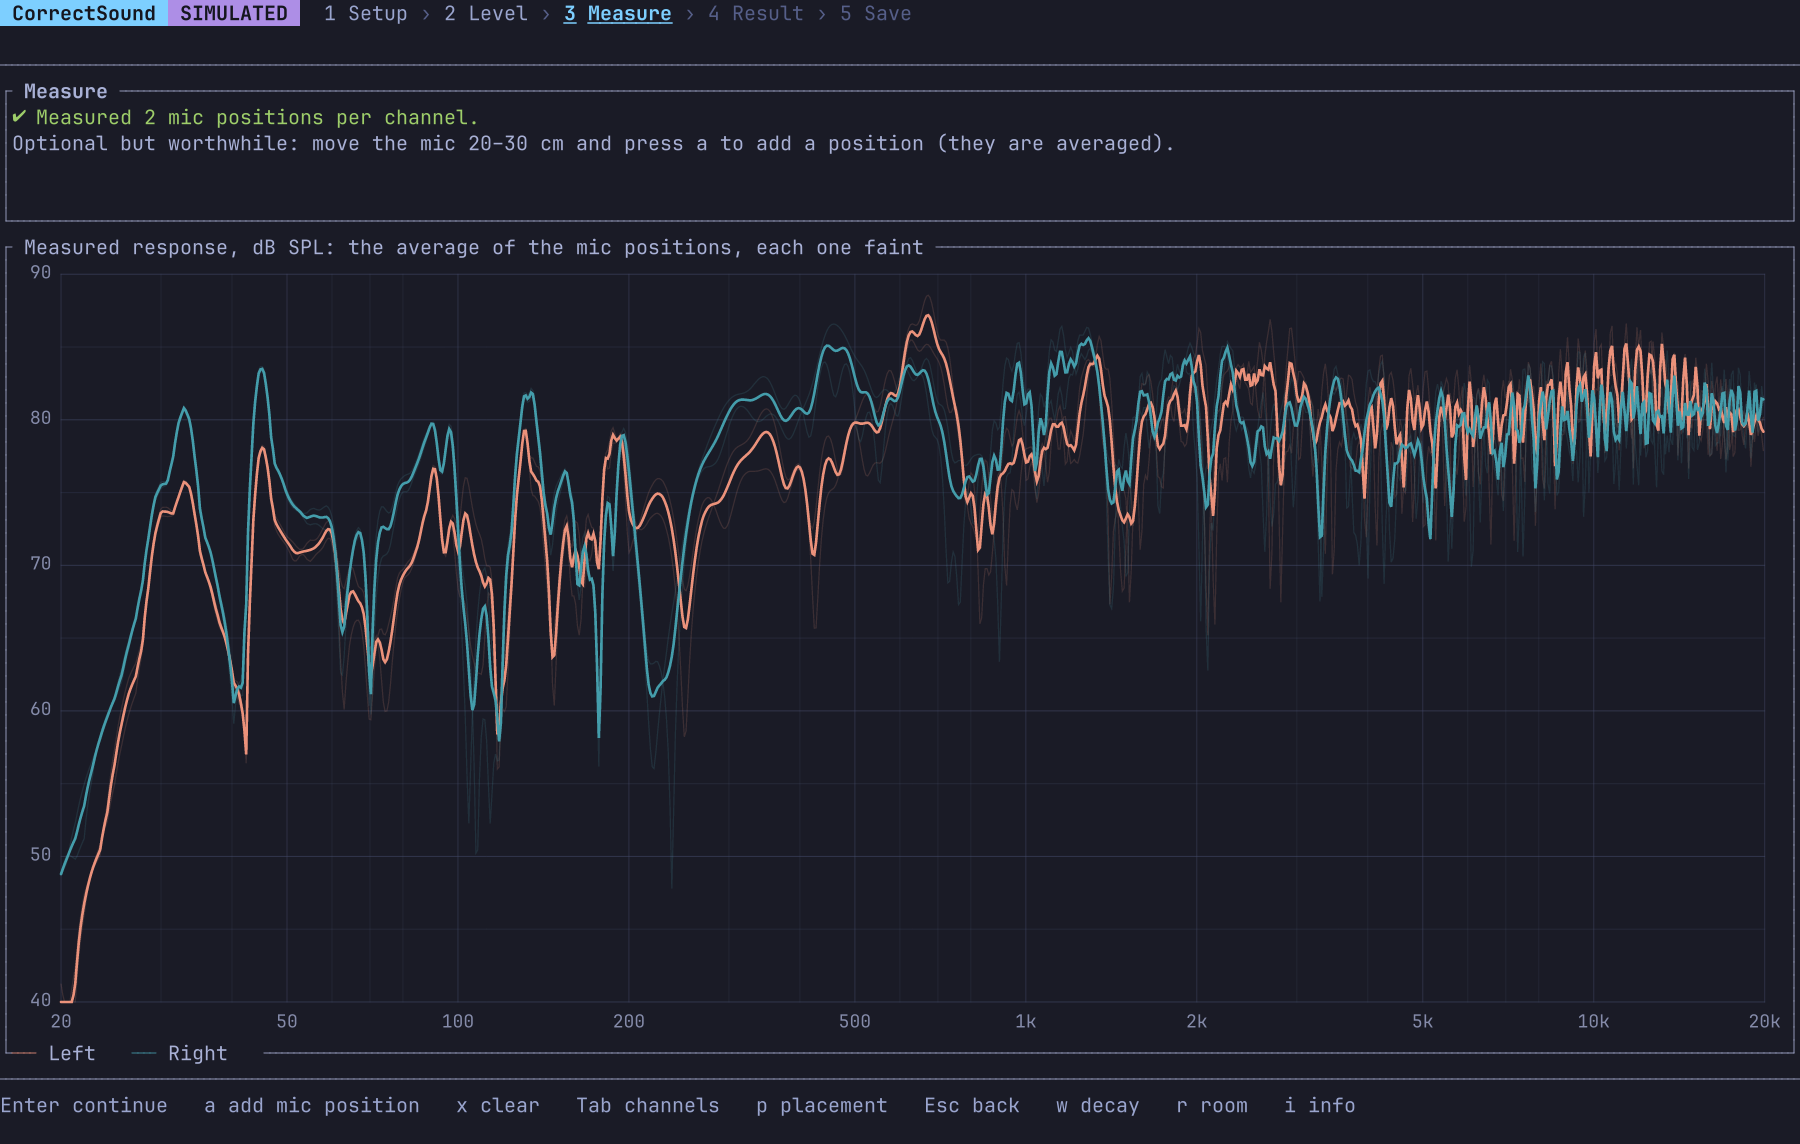 CorrectSound SIMULATED 1 Setup › 2 Level › 3 Measure › 4 Result › 5 Save
Measure
✔ Measured 2 mic positions per channel.
Optional but worthwhile: move the mic 20–30 cm and press a to add a position (they are averaged).
Measured response, dB SPL: the average of the mic positions, each one faint
90
80
70
60
50
40
20 50 100 200 500 1k 2k 5k 10k 20k
Left Right
Enter continue a add mic position x clear Tab channels p placement Esc back w decay r room i info